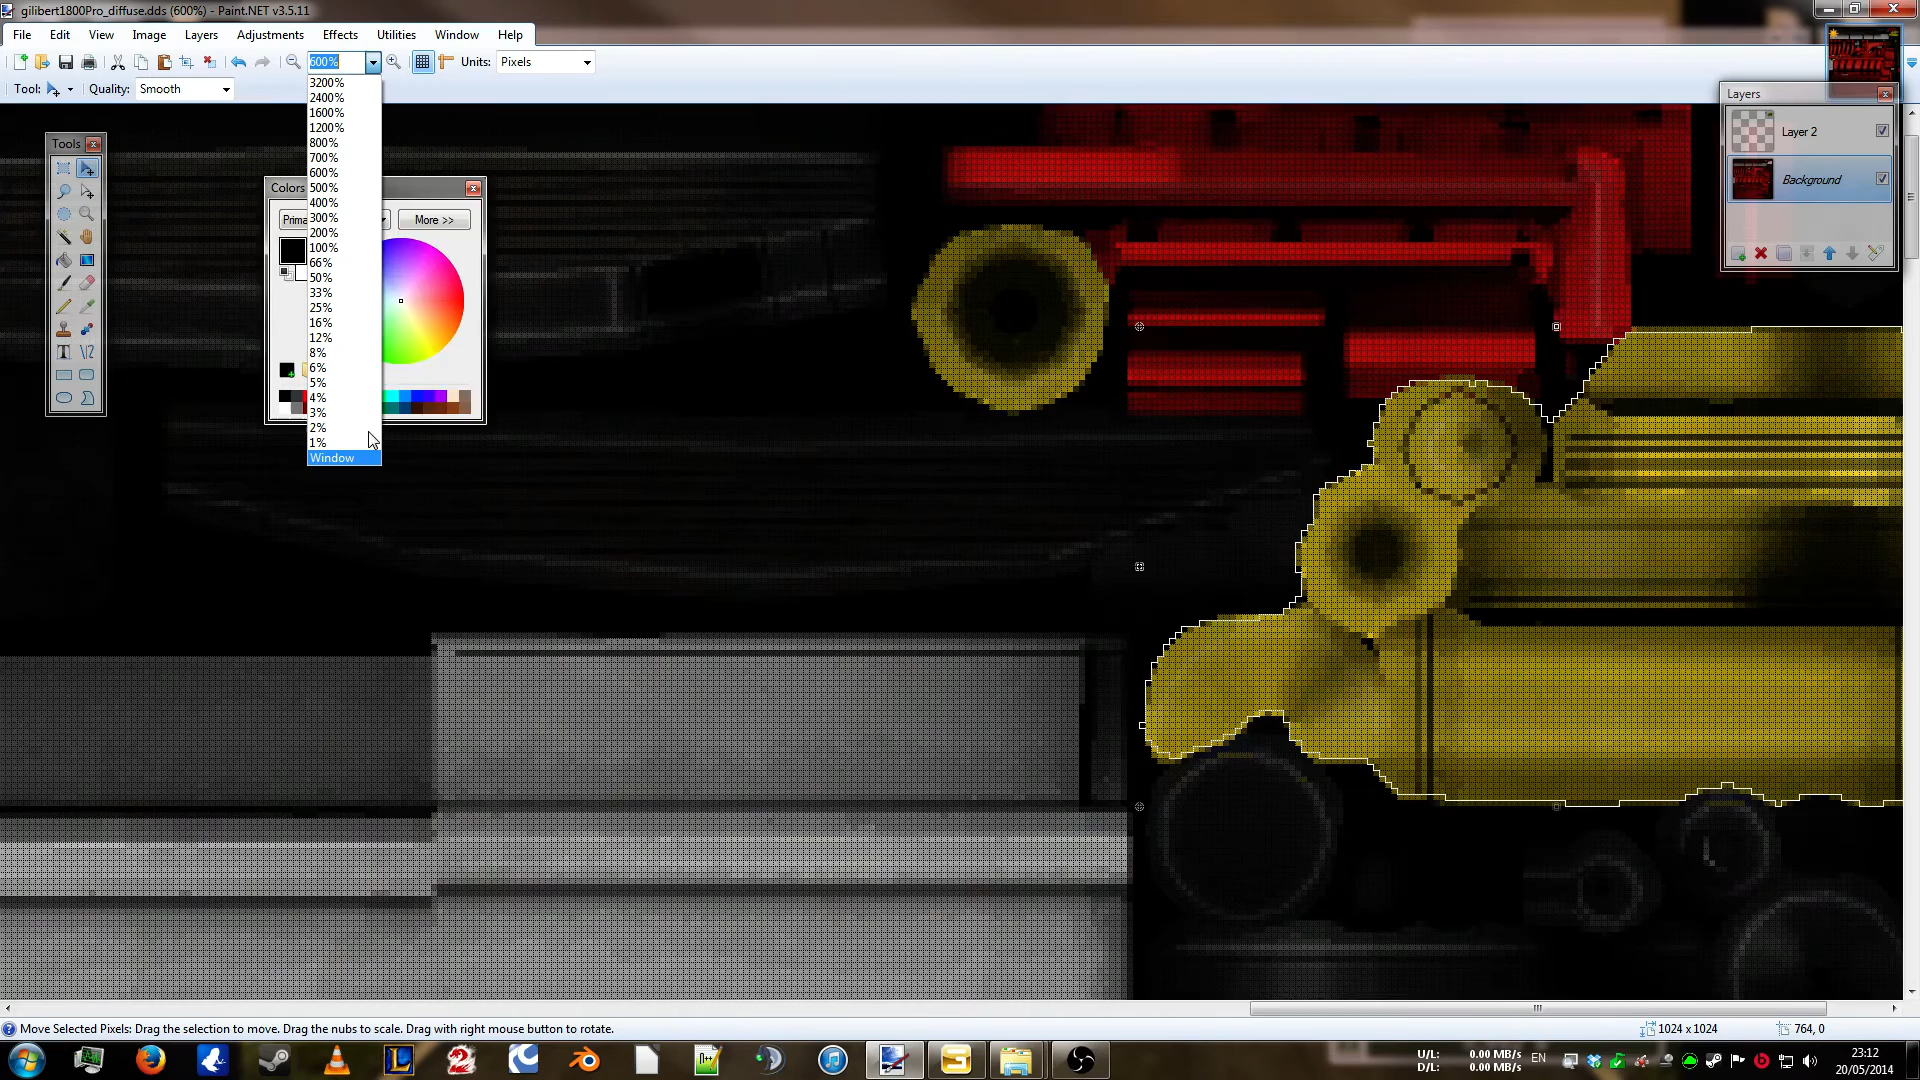 gilibert1800Pro_diffuse.dds (600%) - Paint.NET v3.5.11
File Edit View Image Layers Adjustments Effects Utilities Window Help
600% Units: Pixels
Tool: Quality: Smooth
3200%
2400%
1600%
1200%
800%
700%
600%
500%
400%
300%
200%
100%
66%
50%
33%
25%
16%
12%
8%
6%
5%
4%
3%
2%
1%
Window
Tools
Colors
Prima
More >>
Layers
Layer 2
Background
Move Selected Pixels: Drag the selection to move. Drag the nubs to scale. Drag with right mouse button to rotate.
1024 x 1024
764, 0
U/L: 0.00 MB/s
D/L: 0.00 MB/s
EN
23:12
20/05/2014